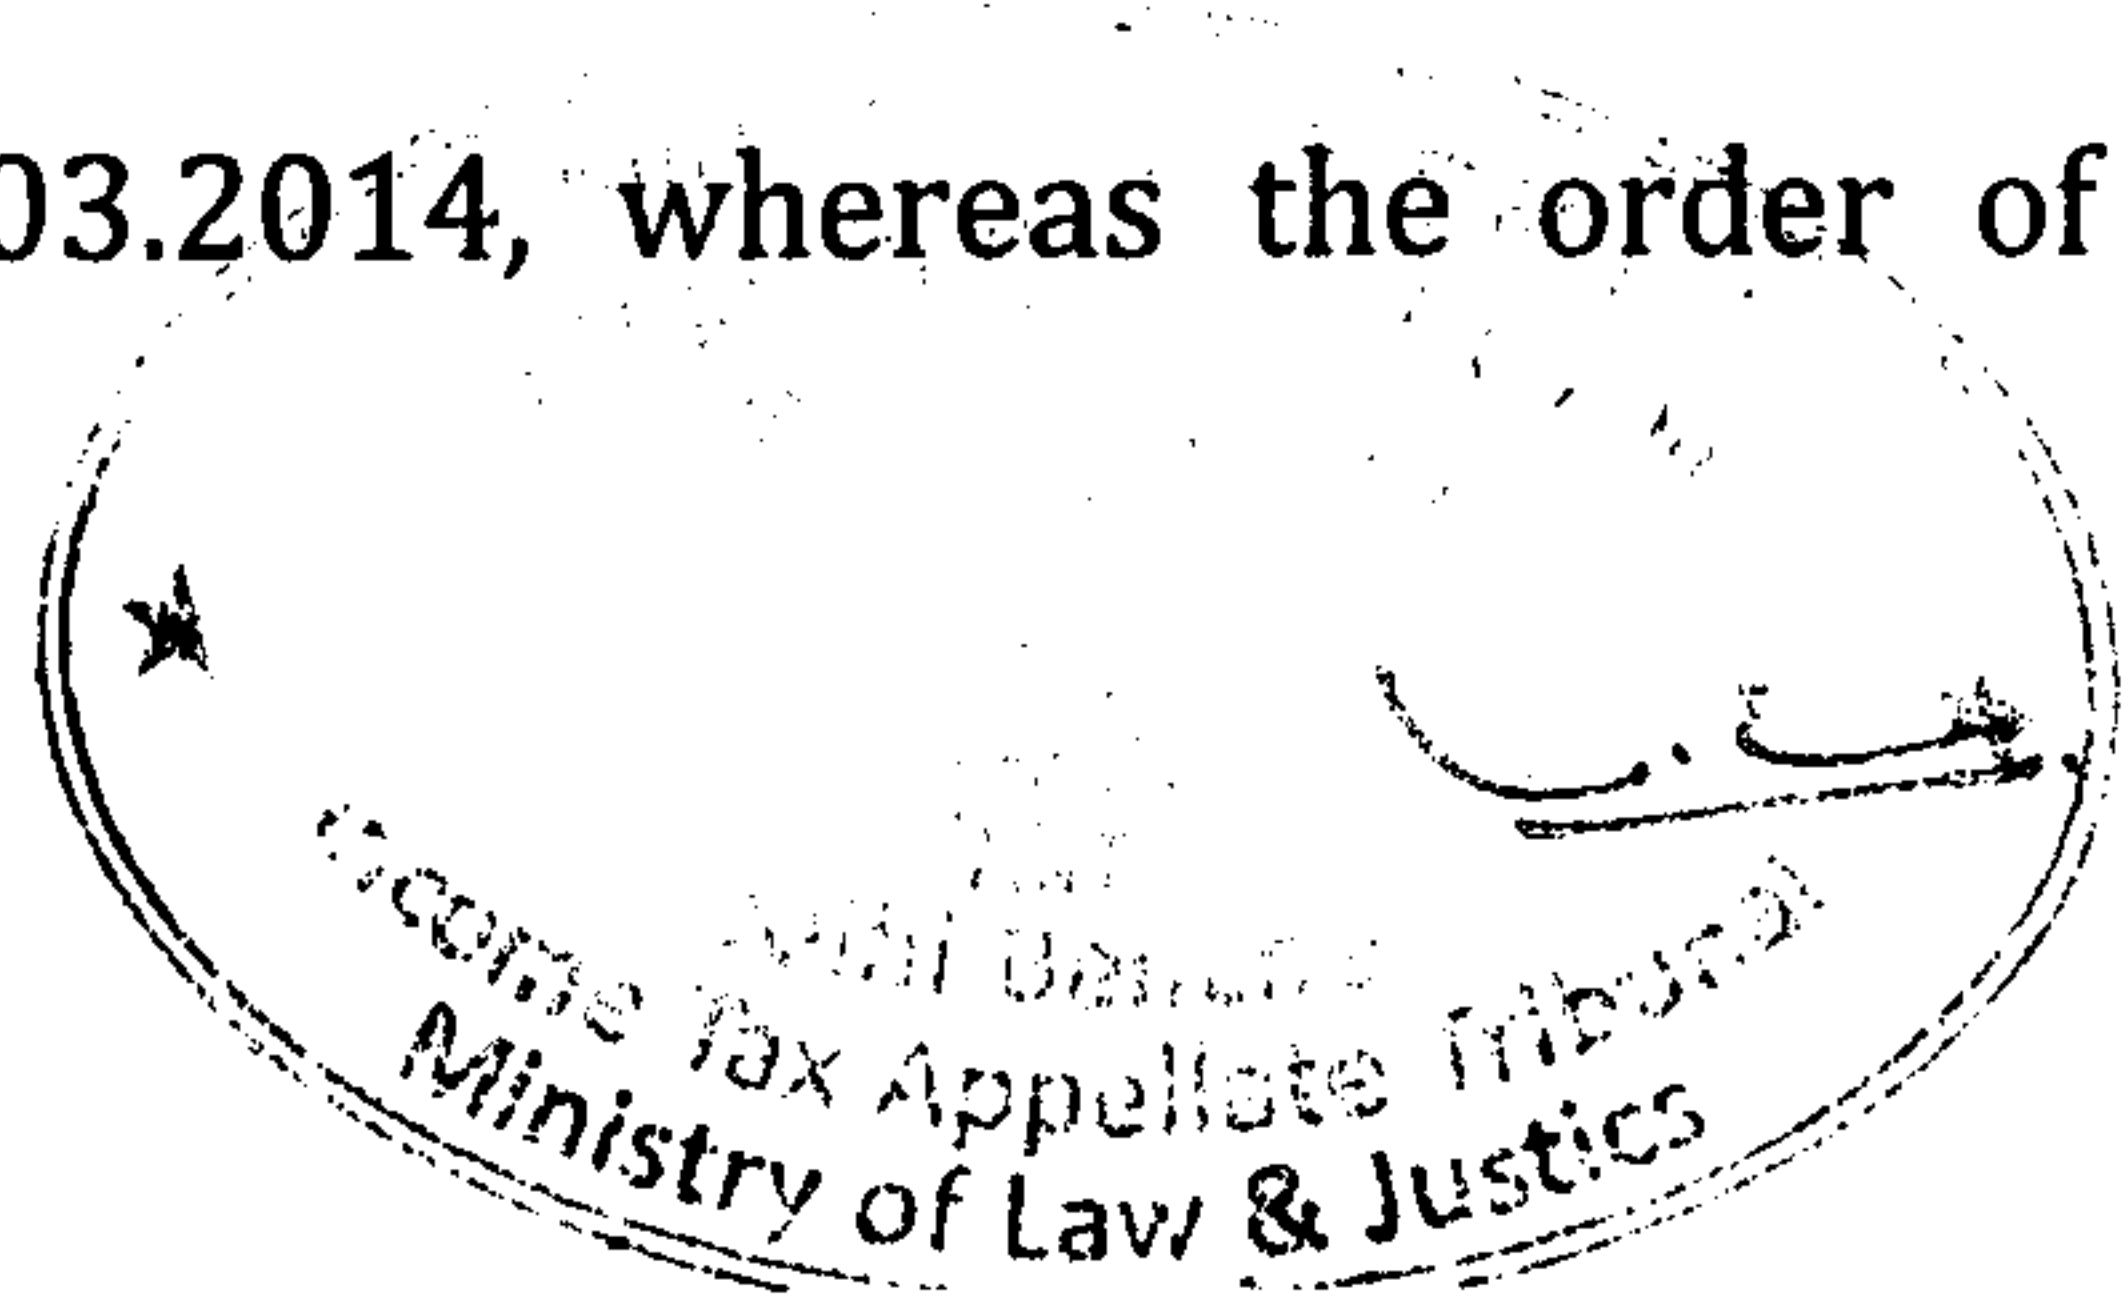 03.2014, whereas the order of
Income Tax Appellate Tribunal
Ministry of Law & Justics